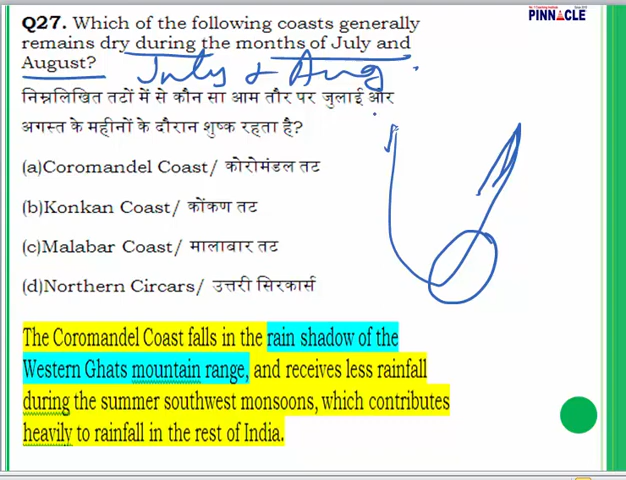 PINNACLE
Q27. Which of the following coasts generally
remains dry during the months of July and
August? July & Aug.
निम्नलिखित तटों में से कौन सा आम तौर पर जुलाई और
अगस्त के महीनों के दौरान शुष्क रहता है?
(a)Coromandel Coast/ कोरोमंडल तट
(b)Konkan Coast/ कोंकण तट
(c)Malabar Coast/ मालाबार तट
(d)Northern Circars/ उत्तरी सिरकार्स
The Coromandel Coast falls in the rain shadow of the
Western Ghats mountain range, and receives less rainfall
during the summer southwest monsoons, which contributes
heavily to rainfall in the rest of India.